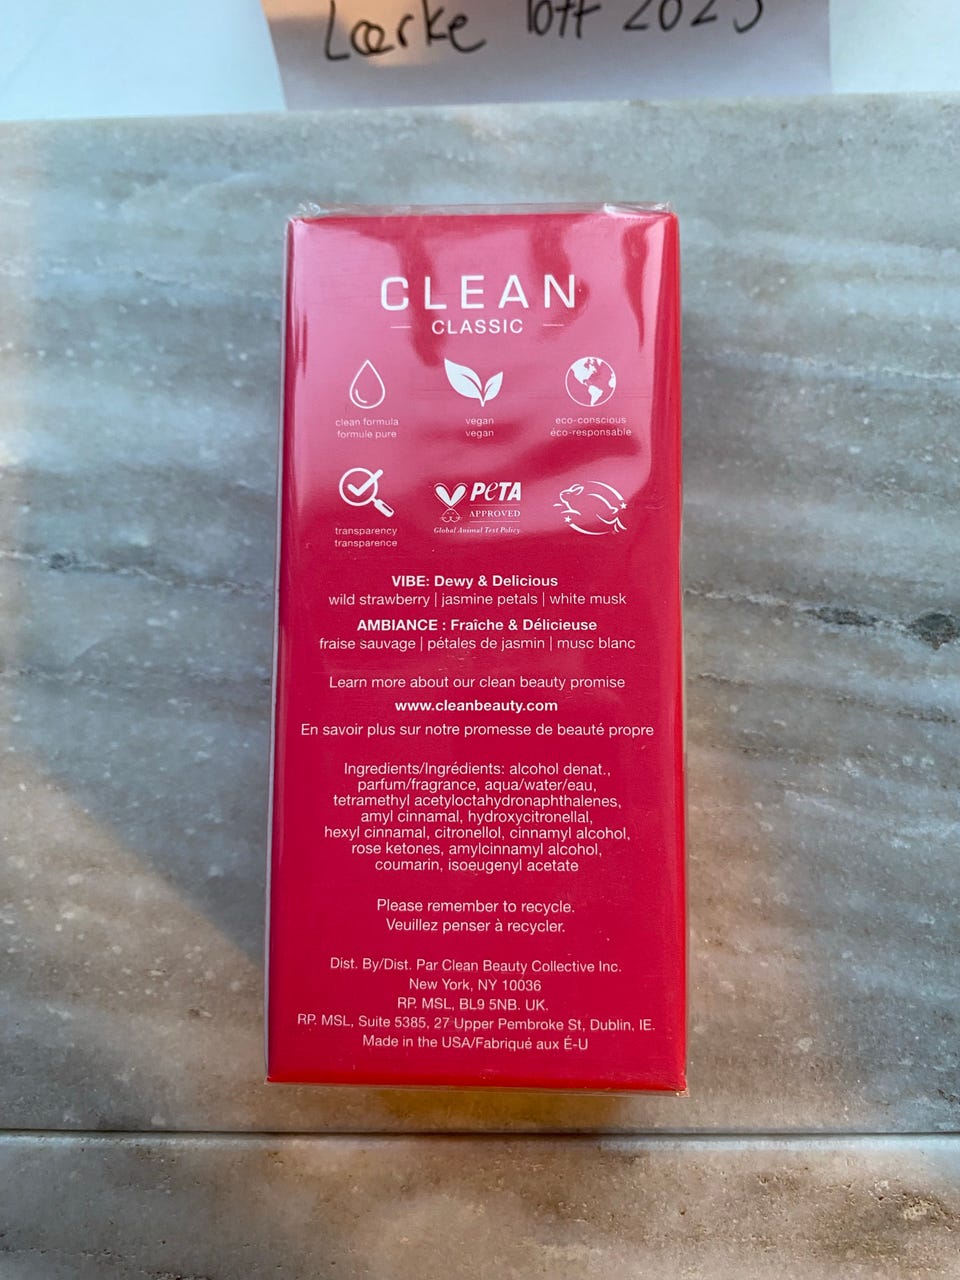 Lærke
CLEAN
CLASSIC
clean formula
formule pure
vegan
vegan
eco-conscious
éco-responsable
transparency
transparence
PeTA
APPROVED
Global Animal Test Policy
VIBE: Dewy & Delicious
wild strawberry | jasmine petals | white musk
AMBIANCE : Fraîche & Délicieuse
fraise sauvage | pétales de jasmin | musc blanc
Learn more about our clean beauty promise
www.cleanbeauty.com
En savoir plus sur notre promesse de beauté propre
Ingredients/Ingrédients: alcohol denat.,
parfum/fragrance, aqua/water/eau,
tetramethyl acetyloctahydronaphthalenes,
amyl cinnamal, hydroxycitronellal,
hexyl cinnamal, citronellol, cinnamyl alcohol,
rose ketones, amylcinnamyl alcohol,
coumarin, isoeugenyl acetate
Please remember to recycle.
Veuillez penser à recycler.
Dist. By/Dist. Par Clean Beauty Collective Inc.
New York, NY 10036
RP. MSL, BL9 5NB. UK.
RP. MSL, Suite 5385, 27 Upper Pembroke St, Dublin, IE.
Made in the USA/Fabriqué aux É-U